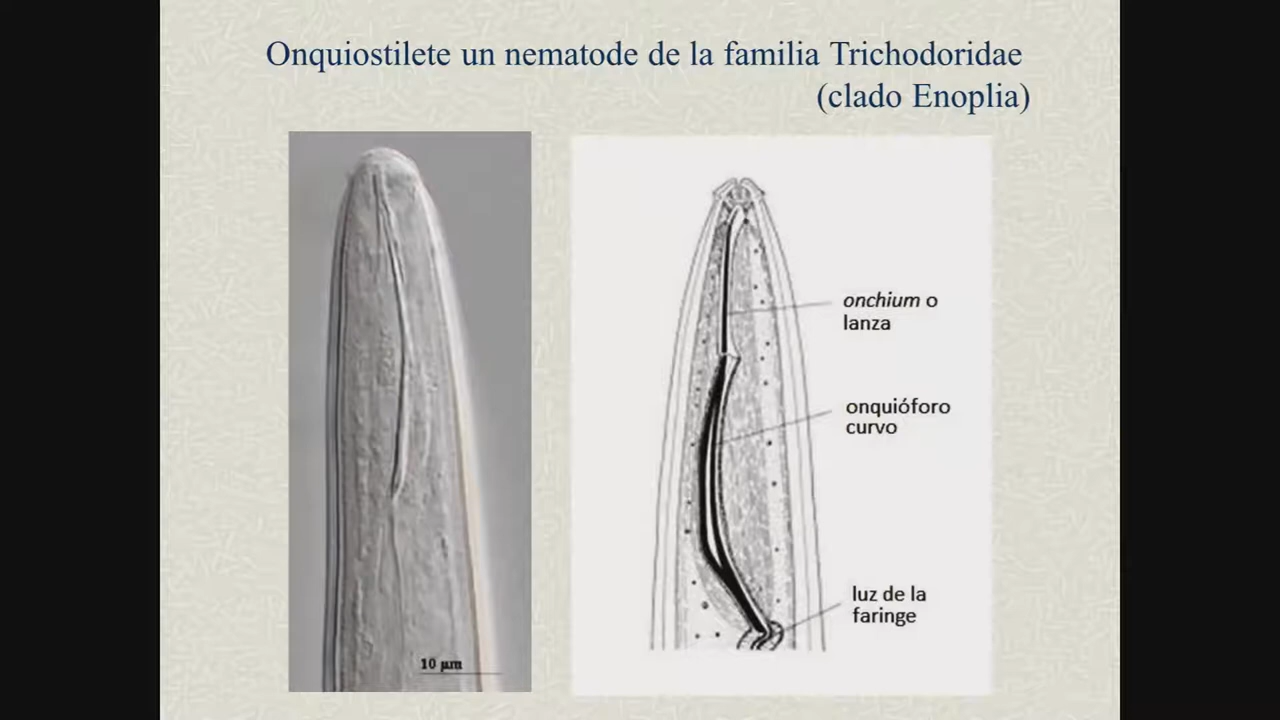 Onquiostilete un nematode de la familia Trichodoridae
(clado Enoplia)
onchium o
lanza
onquióforo
curvo
luz de la
faringe
10 µm